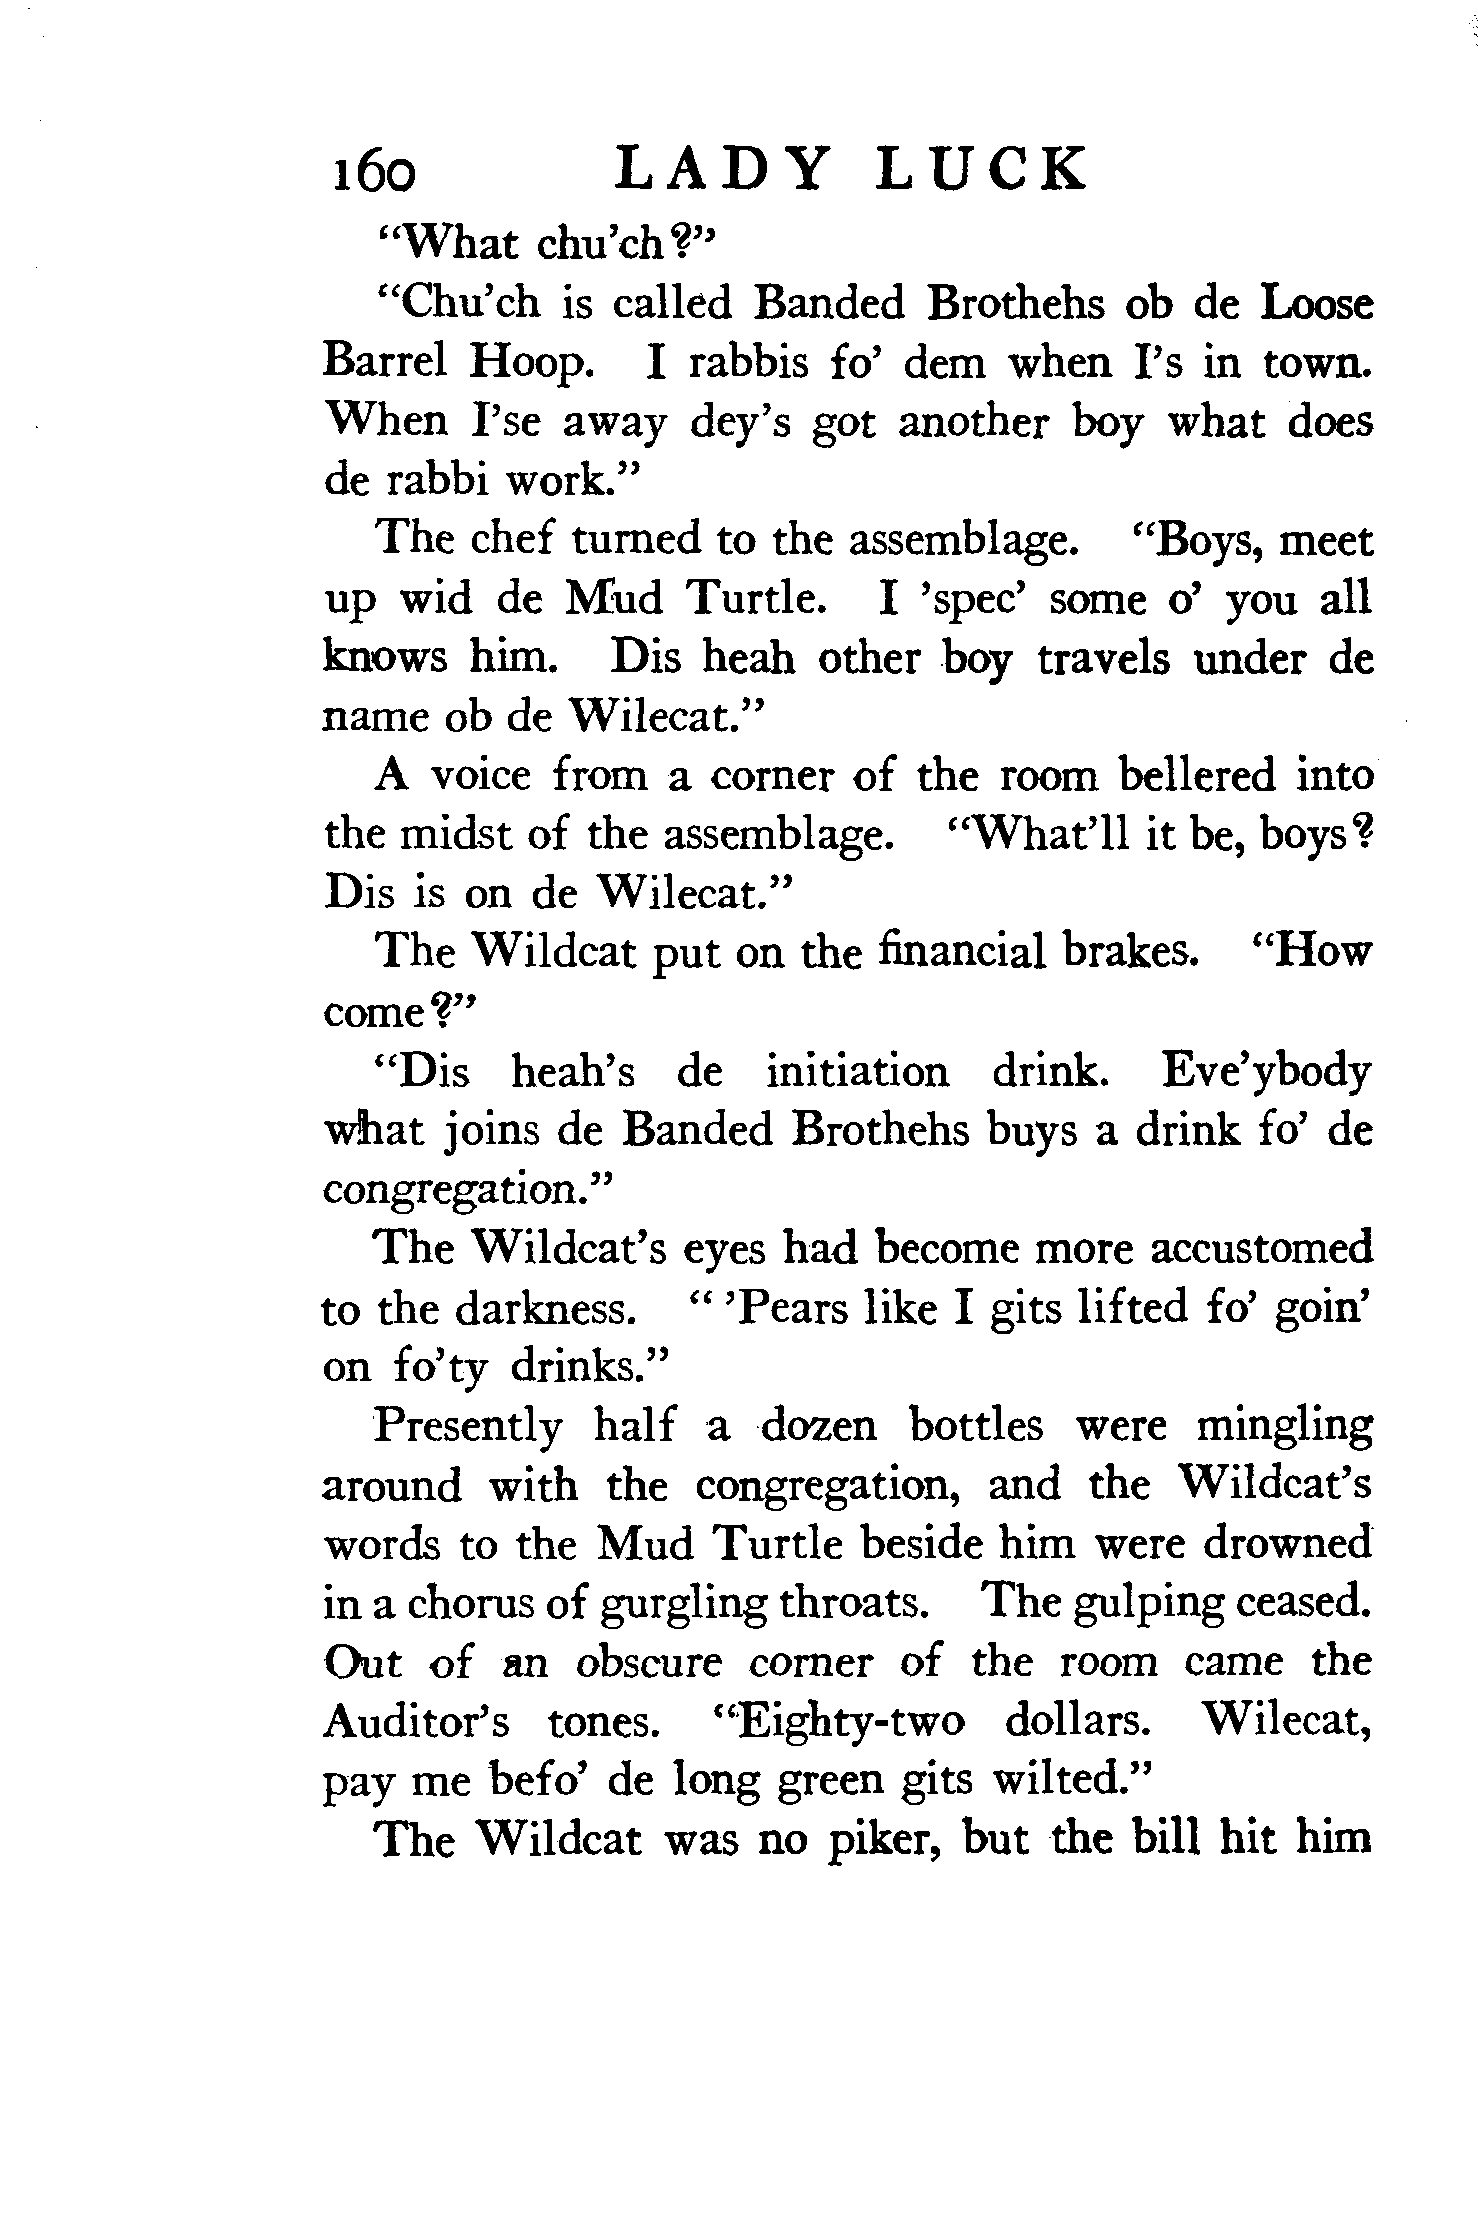 160 LADY LUCK
“What chu’ch?”
“Chu’ch is called Banded Brothehs ob de Loose
Barrel Hoop. I rabbis fo’ dem when I’s in town.
When I’se away dey’s got another boy what does
de rabbi work.”
The chef turned to the assemblage. “Boys, meet
up wid de Mud Turtle. I ’spec’ some o’ you all
knows him. Dis heah other boy travels under de
name ob de Wilecat.”
A voice from a corner of the room bellered into
the midst of the assemblage. “What’ll it be, boys?
Dis is on de Wilecat.”
The Wildcat put on the financial brakes. “How
come?”
“Dis heah’s de initiation drink. Eve’ybody
what joins de Banded Brothehs buys a drink fo’ de
congregation.”
The Wildcat’s eyes had become more accustomed
to the darkness. “ ’Pears like I gits lifted fo’ goin’
on fo’ty drinks.”
Presently half a dozen bottles were mingling
around with the congregation, and the Wildcat’s
words to the Mud Turtle beside him were drowned
in a chorus of gurgling throats. The gulping ceased.
Out of an obscure corner of the room came the
Auditor’s tones. “Eighty-two dollars. Wilecat,
pay me befo’ de long green gits wilted.”
The Wildcat was no piker, but the bill hit him